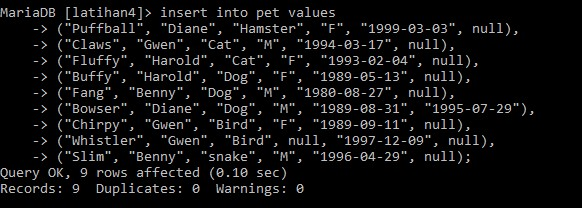 MariaDB [latihan4]> insert into pet values
    -> ("Puffball", "Diane", "Hamster", "F", "1999-03-03", null),
    -> ("Claws", "Gwen", "Cat", "M", "1994-03-17", null),
    -> ("Fluffy", "Harold", "Cat", "F", "1993-02-04", null),
    -> ("Buffy", "Harold", "Dog", "F", "1989-05-13", null),
    -> ("Fang", "Benny", "Dog", "M", "1980-08-27", null),
    -> ("Bowser", "Diane", "Dog", "M", "1989-08-31", "1995-07-29"),
    -> ("Chirpy", "Gwen", "Bird", "F", "1989-09-11", null),
    -> ("Whistler", "Gwen", "Bird", null, "1997-12-09", null),
    -> ("Slim", "Benny", "snake", "M", "1996-04-29", null);
Query OK, 9 rows affected (0.10 sec)
Records: 9  Duplicates: 0  Warnings: 0